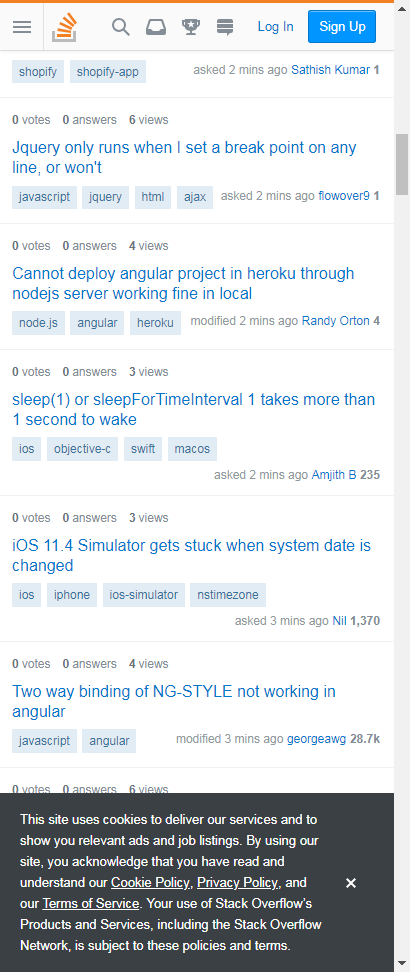 Log In Sign Up
shopify shopify-app asked 2 mins ago Sathish Kumar 1
0 votes 0 answers 6 views
Jquery only runs when I set a break point on any
line, or won't
javascript jquery html ajax asked 2 mins ago flowover9 1
0 votes 0 answers 4 views
Cannot deploy angular project in heroku through
nodejs server working fine in local
node.js angular heroku modified 2 mins ago Randy Orton 4
0 votes 0 answers 3 views
sleep(1) or sleepForTimeInterval 1 takes more than
1 second to wake
ios objective-c swift macos
asked 2 mins ago Amjith B 235
0 votes 0 answers 3 views
iOS 11.4 Simulator gets stuck when system date is
changed
ios iphone ios-simulator nstimezone
asked 3 mins ago Nil 1,370
0 votes 0 answers 4 views
Two way binding of NG-STYLE not working in
angular
javascript angular modified 3 mins ago georgeawg 28.7k
0 votes 0 answers 6 views
This site uses cookies to deliver our services and to
show you relevant ads and job listings. By using our
site, you acknowledge that you have read and
understand our Cookie Policy, Privacy Policy, and
our Terms of Service. Your use of Stack Overflow's
Products and Services, including the Stack Overflow
Network, is subject to these policies and terms.